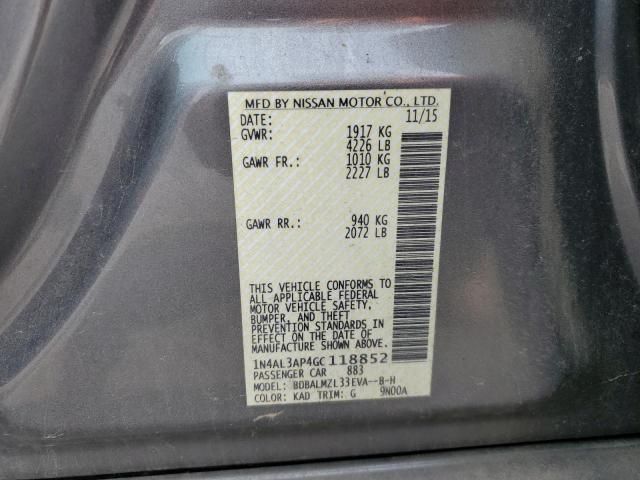 MFD BY NISSAN MOTOR CO., LTD.
DATE: 11/15
GVWR: 1917 KG
4226 LB
GAWR FR.: 1010 KG
2227 LB
GAWR RR.: 940 KG
2072 LB
THIS VEHICLE CONFORMS TO
ALL APPLICABLE FEDERAL
MOTOR VEHICLE SAFETY,
BUMPER, AND THEFT
PREVENTION STANDARDS
IN EFFECT ON THE DATE OF
MANUFACTURE SHOWN ABOVE.
1N4AL3AP4GC118852
PASSENGER CAR 883
MODEL: BDBALMZL33EVA--B-H
COLOR: KAD TRIM: G 9N00A